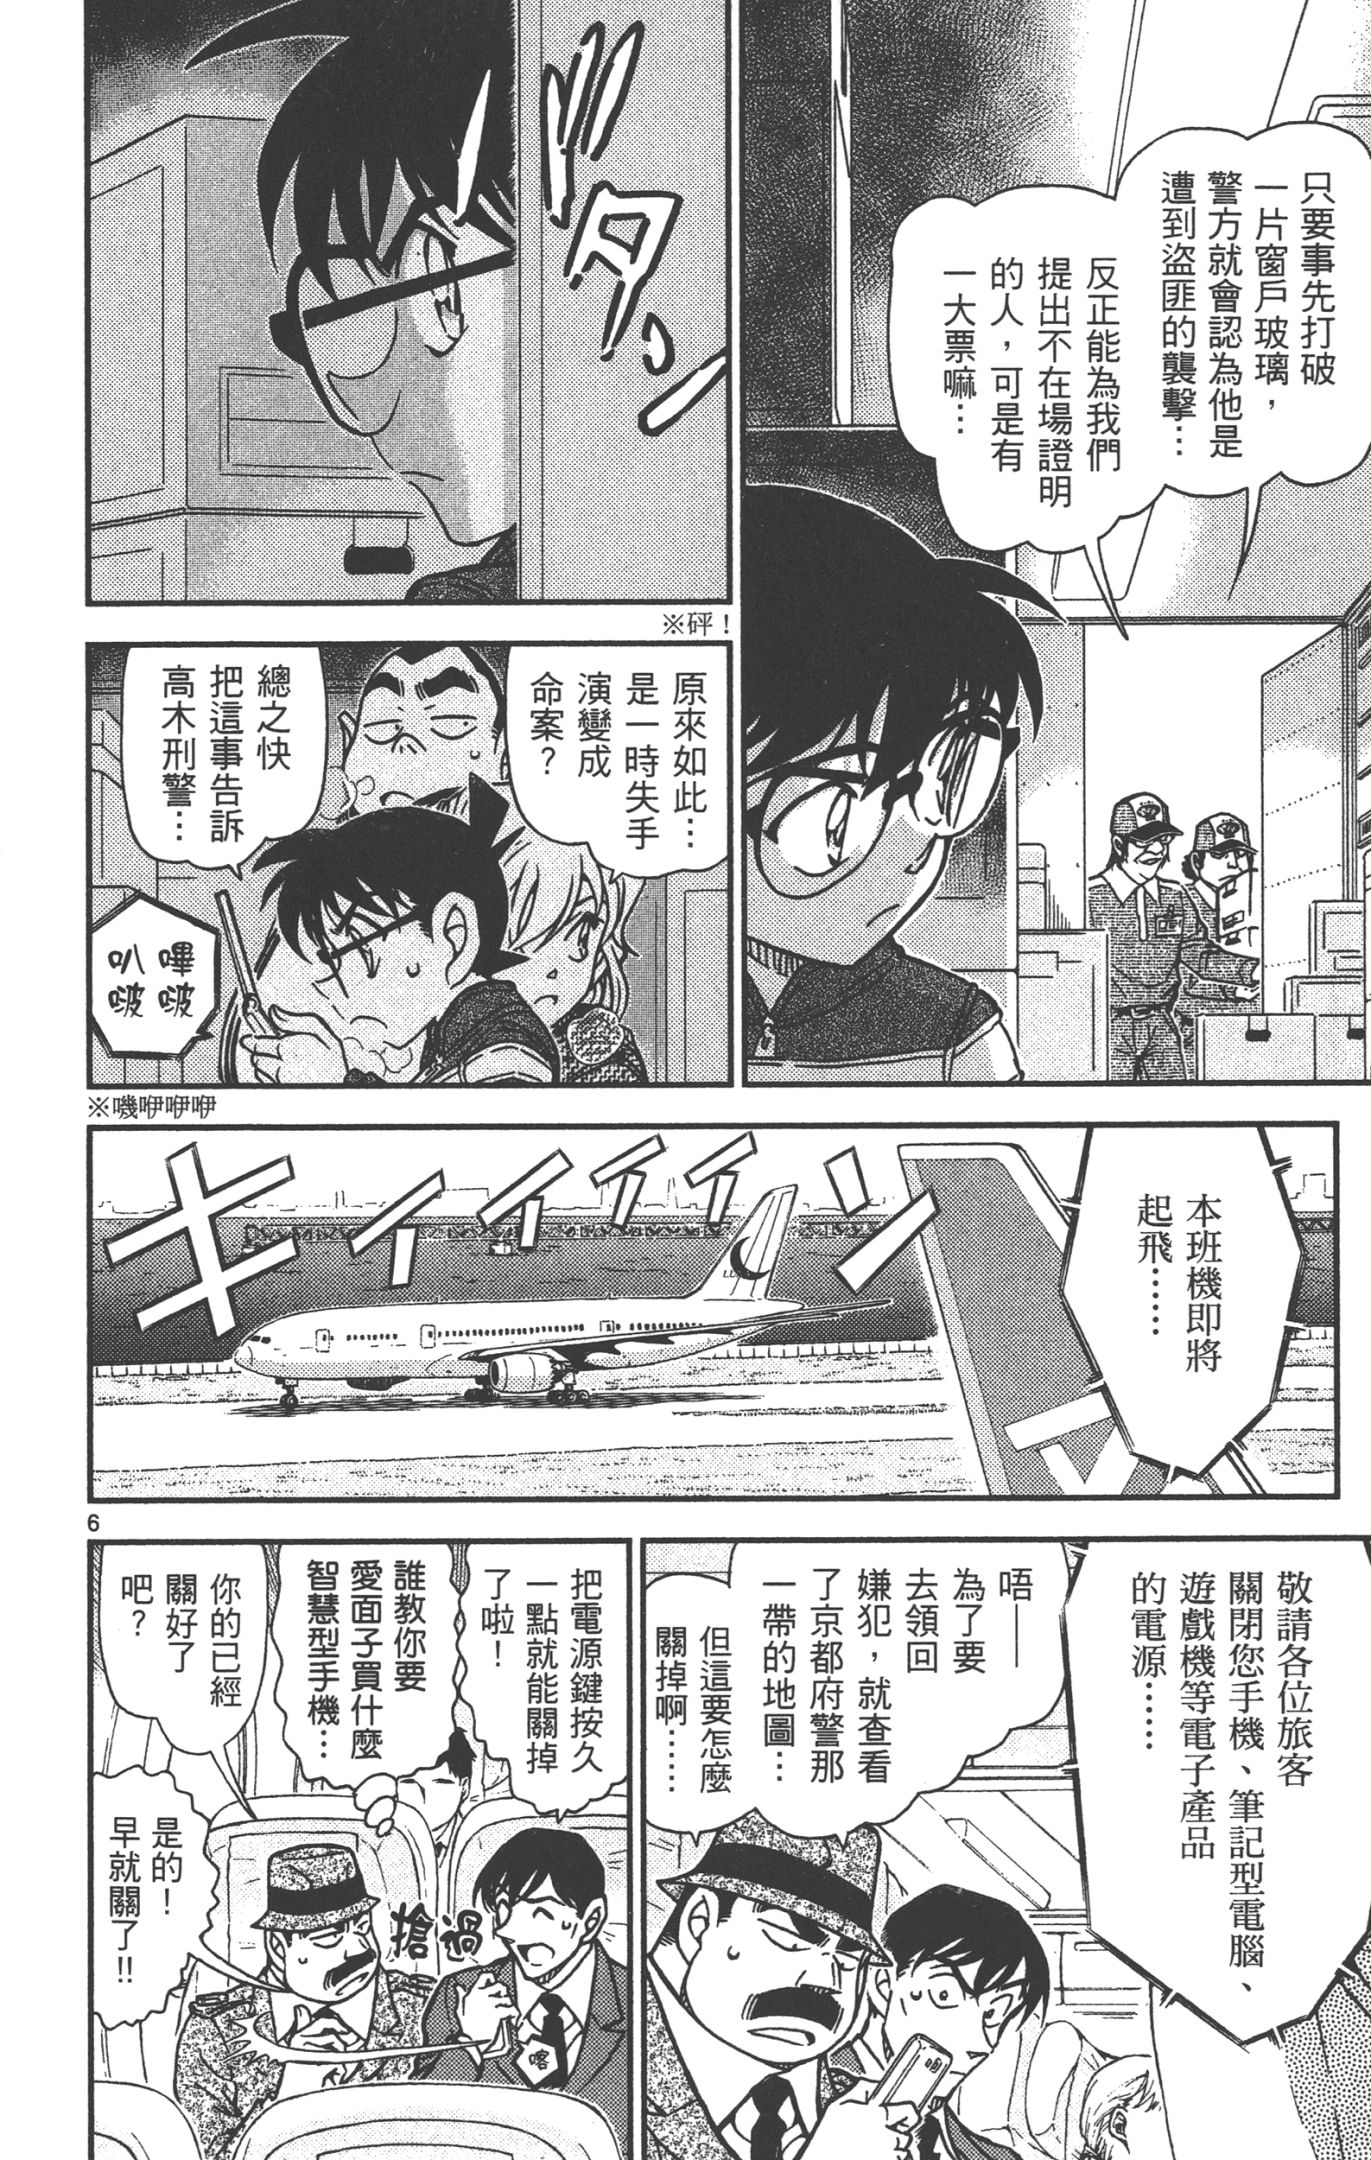 只要事先打破
一片窗戶玻璃，
警方就會認為他是
遭到盜匪的襲擊…
反正能為我們
提出不在場證明
的人，可是有
一大票嘛…
バタン
※砰！
原來如此…
是一時失手
演變成
命案？
總之快
把這事告訴
高木刑警…
嗶啵
叭啵
※嘰咿咿咿
キィイイイン
本班機即將
起飛……
6
敬請各位旅客
關閉您手機、筆記型電腦、
遊戲機等電子產品
的電源……
唔——
為了要
去領回
嫌犯，就查看
了京都府警那
一帶的地圖…
但這要怎麼
關掉啊……
把電源鍵按久
一點就能關掉
了啦！
誰教你要
愛面子買什麼
智慧型手機…
你的已經
關好了
吧？
過
搶
喀
是的！
早就關了!!